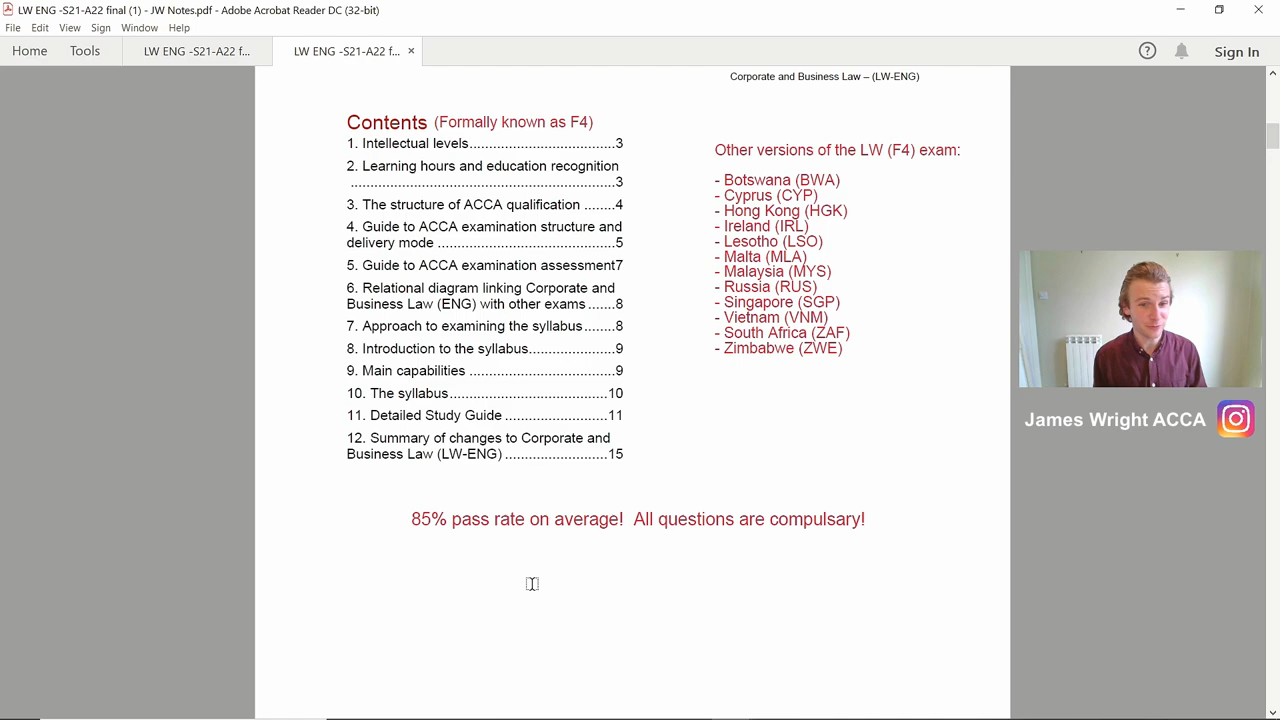 LW ENG -S21-A22 final (1) - JW Notes.pdf - Adobe Acrobat Reader DC (32-bit)
File Edit View Sign Window Help
Home Tools LW ENG -S21-A22 f... LW ENG -S21-A22 f... × Sign In
Corporate and Business Law – (LW-ENG)
Contents (Formally known as F4)
1. Intellectual levels......................................3
2. Learning hours and education recognition
....................................................................3
3. The structure of ACCA qualification ........4
4. Guide to ACCA examination structure and
delivery mode .............................................5
5. Guide to ACCA examination assessment7
6. Relational diagram linking Corporate and
Business Law (ENG) with other exams ......8
7. Approach to examining the syllabus........8
8. Introduction to the syllabus......................9
9. Main capabilities .....................................9
10. The syllabus........................................10
11. Detailed Study Guide ..........................11
12. Summary of changes to Corporate and
Business Law (LW-ENG) ..........................15
Other versions of the LW (F4) exam:
- Botswana (BWA)
- Cyprus (CYP)
- Hong Kong (HGK)
- Ireland (IRL)
- Lesotho (LSO)
- Malta (MLA)
- Malaysia (MYS)
- Russia (RUS)
- Singapore (SGP)
- Vietnam (VNM)
- South Africa (ZAF)
- Zimbabwe (ZWE)
85% pass rate on average! All questions are compulsary!
James Wright ACCA